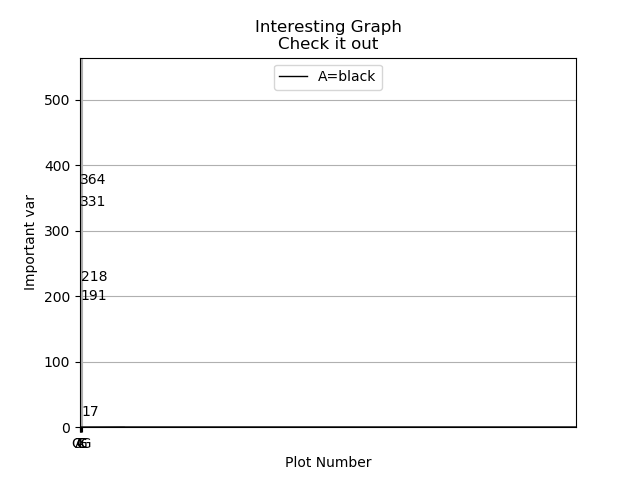 Interesting Graph
Check it out
A=black
500
400
364
331
300
218
200
191
100
17
0
Important var
Plot Number